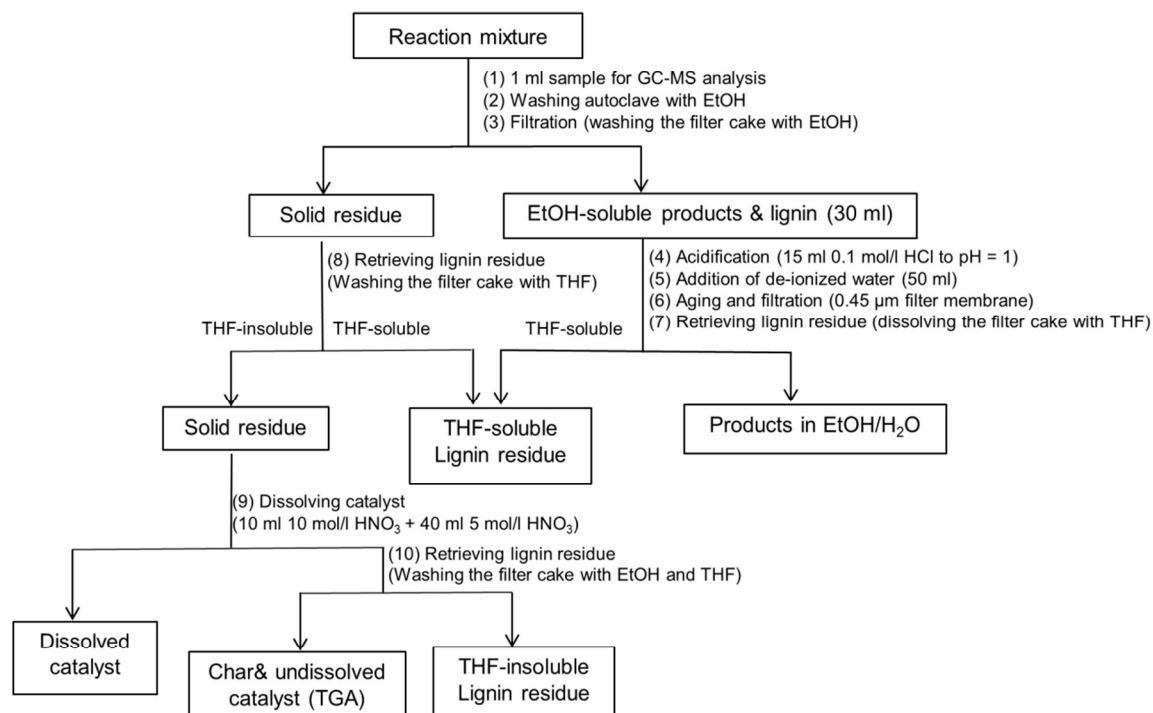 Reaction mixture
(1) 1 ml sample for GC-MS analysis
(2) Washing autoclave with EtOH
(3) Filtration (washing the filter cake with EtOH)
Solid residue
EtOH-soluble products & lignin (30 ml)
(8) Retrieving lignin residue
(Washing the filter cake with THF)
(4) Acidification (15 ml 0.1 mol/l HCl to pH = 1)
(5) Addition of de-ionized water (50 ml)
(6) Aging and filtration (0.45 µm filter membrane)
(7) Retrieving lignin residue (dissolving the filter cake with THF)
THF-insoluble
THF-soluble
THF-soluble
Solid residue
THF-soluble
Lignin residue
Products in EtOH/H₂O
(9) Dissolving catalyst
(10 ml 10 mol/l HNO₃ + 40 ml 5 mol/l HNO₃)
(10) Retrieving lignin residue
(Washing the filter cake with EtOH and THF)
Dissolved
catalyst
Char& undissolved
catalyst (TGA)
THF-insoluble
Lignin residue